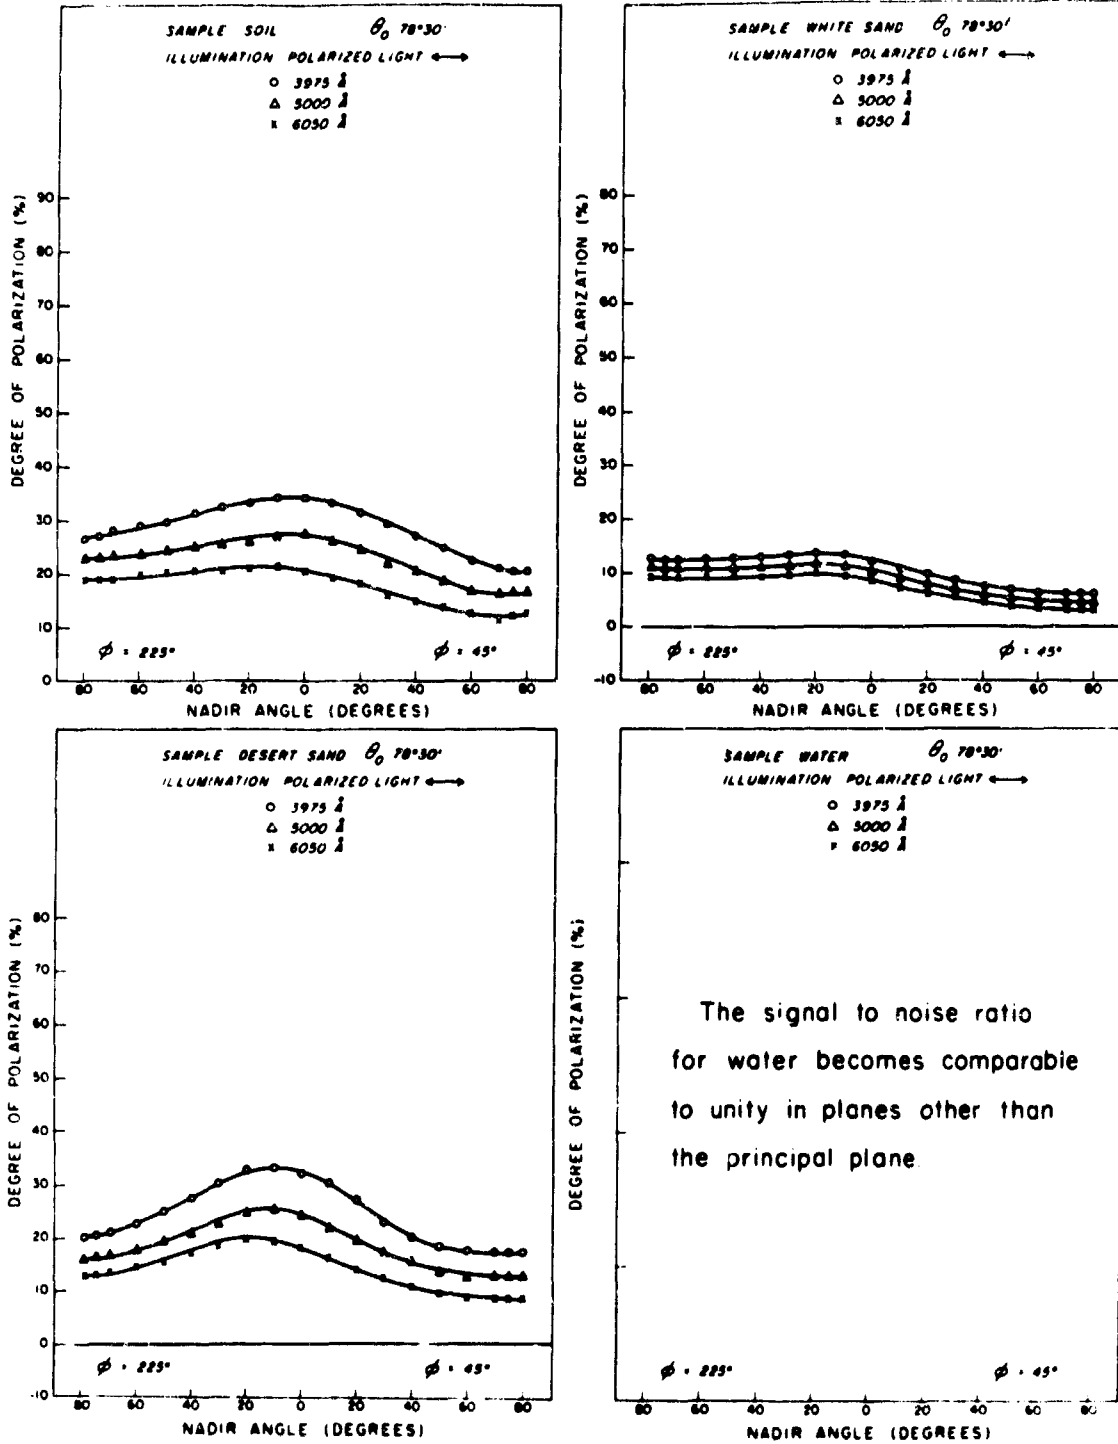 SAMPLE SOIL θ₀ 78°30'
ILLUMINATION POLARIZED LIGHT ↔
○ 3975 Å
△ 5000 Å
× 6050 Å
DEGREE OF POLARIZATION (%)
90
80
70
60
50
40
30
20
10
0
ϕ = 225° ϕ = 45°
80 60 40 20 0 20 40 60 80
NADIR ANGLE (DEGREES)
SAMPLE WHITE SAND θ₀ 78°30'
ILLUMINATION POLARIZED LIGHT ↔
○ 3975 Å
△ 5000 Å
× 6050 Å
DEGREE OF POLARIZATION (%)
80
70
60
50
40
30
20
10
0
-10
ϕ = 225° ϕ = 45°
80 60 40 20 0 20 40 60 80
NADIR ANGLE (DEGREES)
SAMPLE DESERT SAND θ₀ 78°30'
ILLUMINATION POLARIZED LIGHT ↔
○ 3975 Å
△ 5000 Å
× 6050 Å
DEGREE OF POLARIZATION (%)
80
70
60
50
40
30
20
10
0
-10
ϕ = 225° ϕ = 45°
80 60 40 20 0 20 40 60 80
NADIR ANGLE (DEGREES)
SAMPLE WATER θ₀ 78°30'
ILLUMINATION POLARIZED LIGHT ↔
○ 3975 Å
△ 5000 Å
× 6050 Å
DEGREE OF POLARIZATION (%)
The signal to noise ratio
for water becomes comparable
to unity in planes other than
the principal plane.
ϕ = 225° ϕ = 45°
80 60 40 20 0 20 40 60 80
NADIR ANGLE (DEGREES)